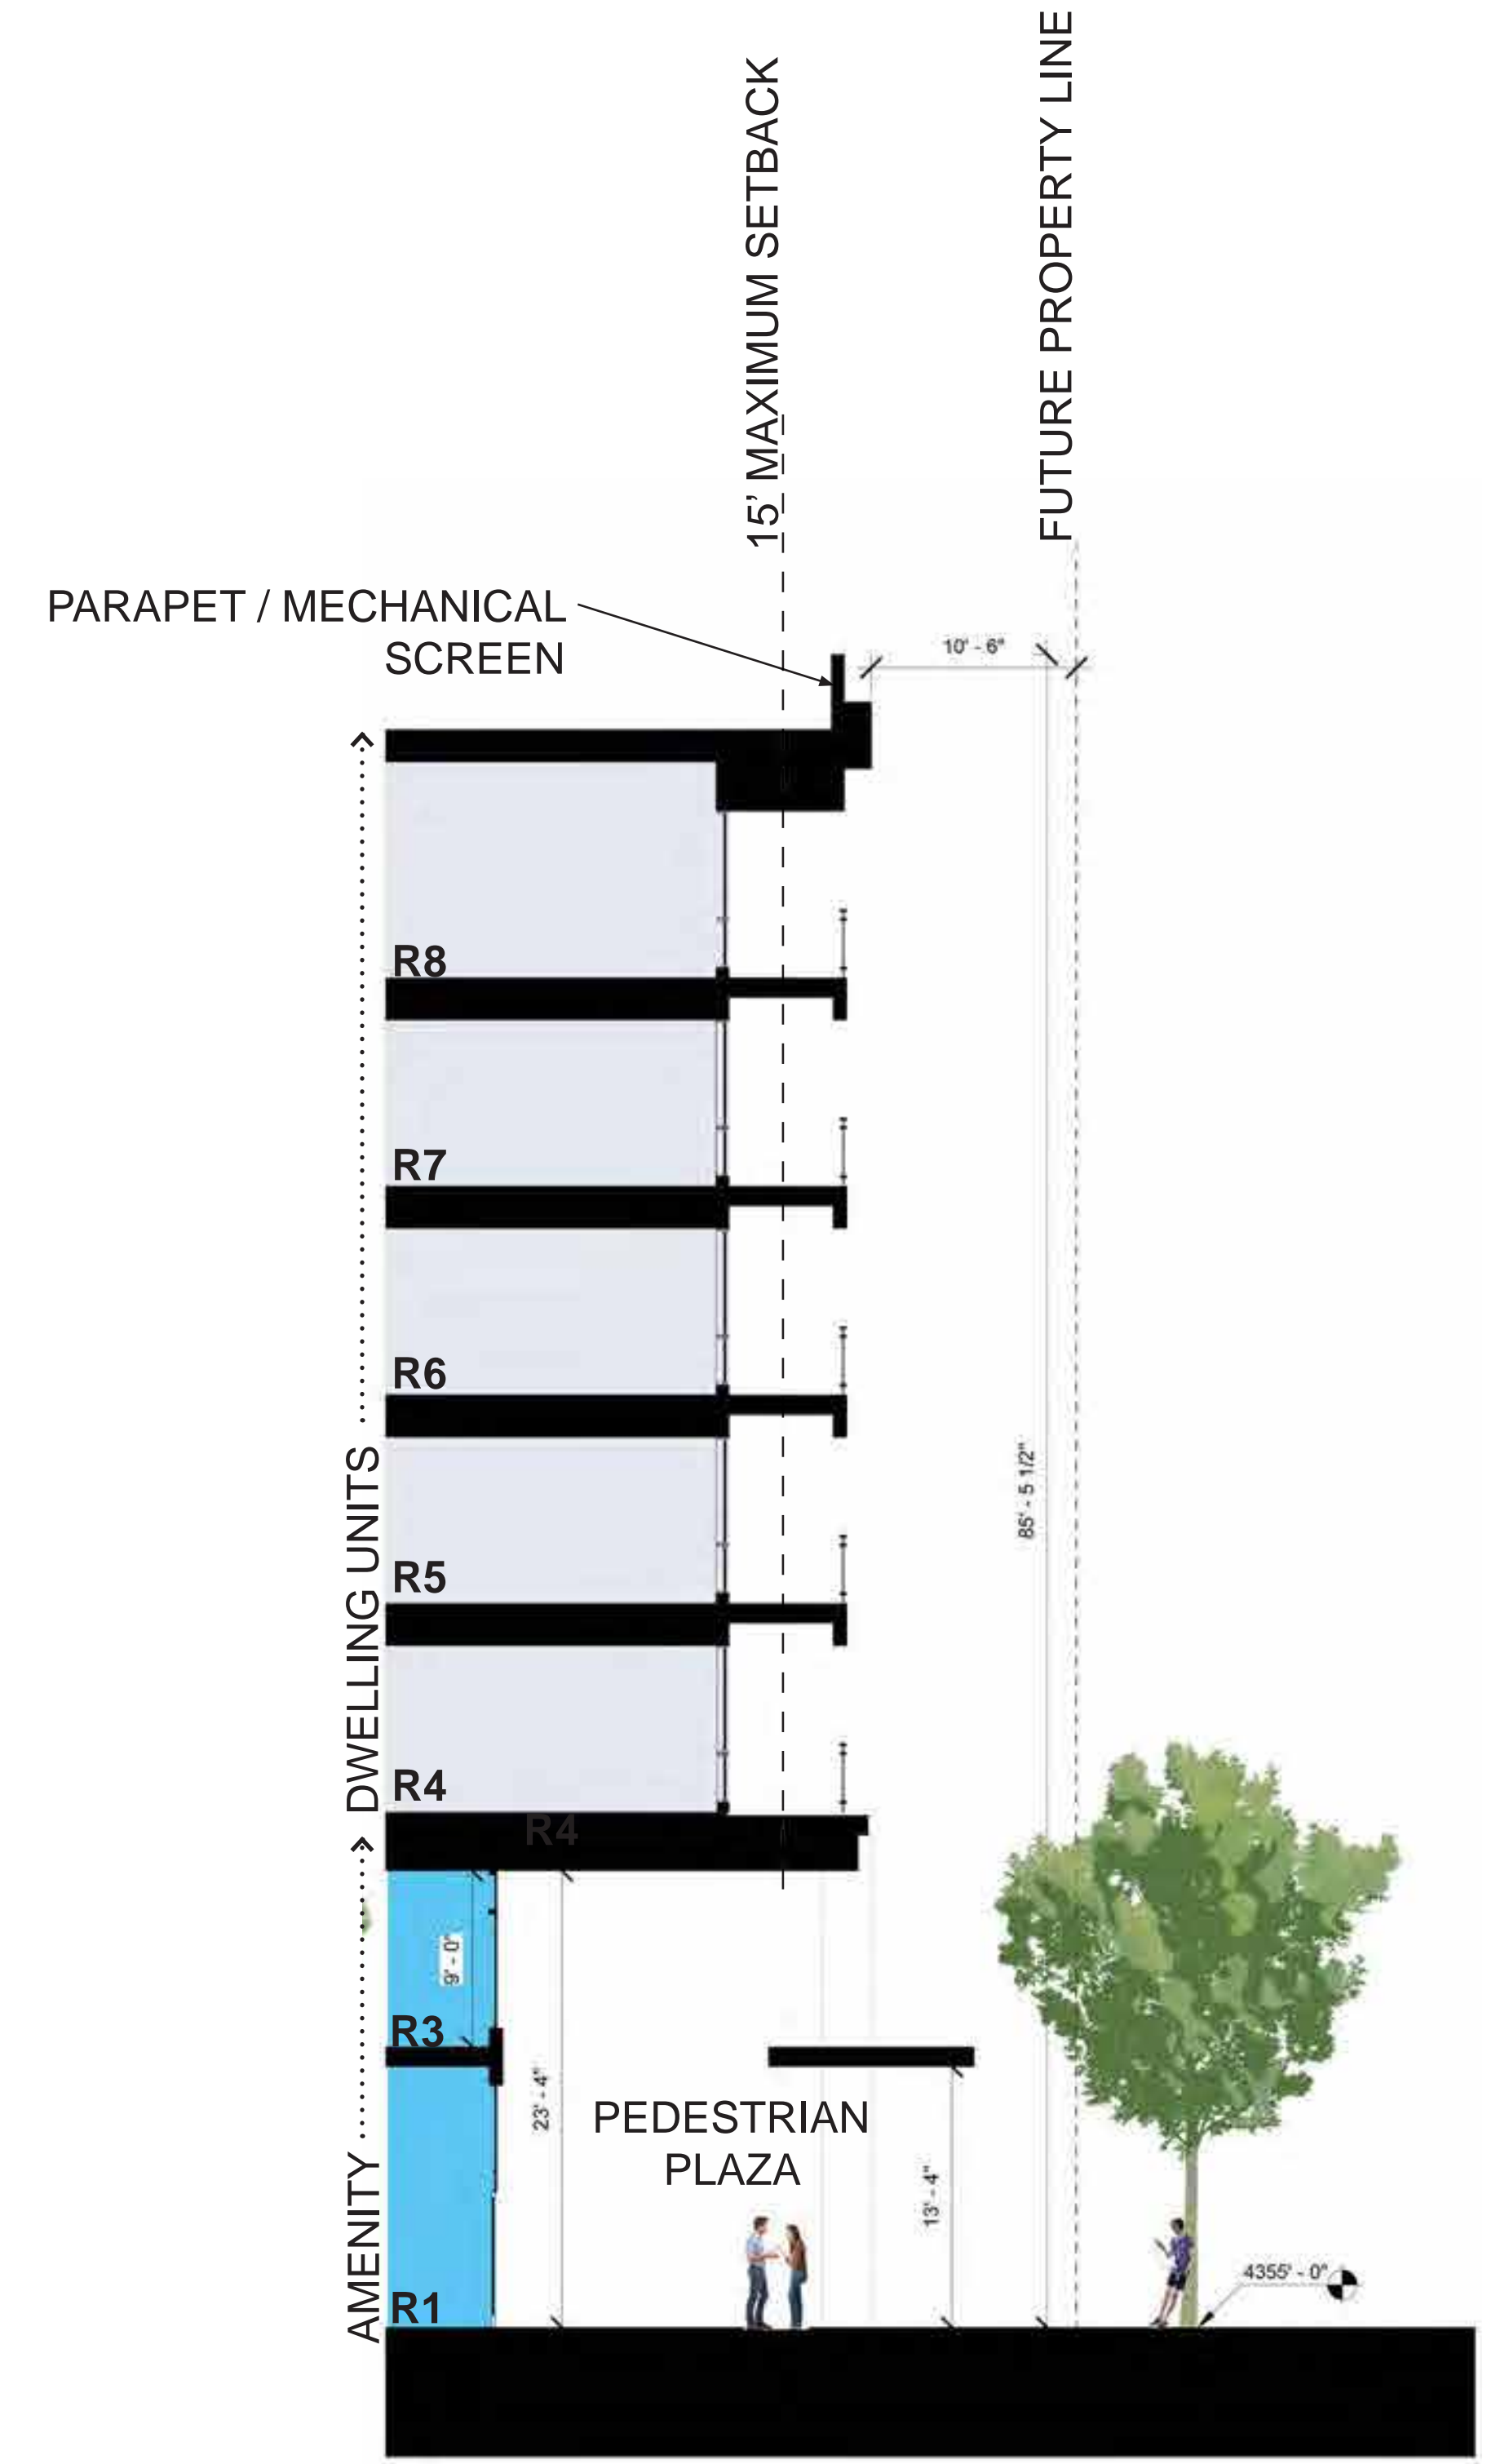 15' MAXIMUM SETBACK
FUTURE PROPERTY LINE
PARAPET / MECHANICAL
SCREEN
10' - 6"
R8
R7
R6
85' - 5 1/2"
DWELLING UNITS
R5
R4
R4
9' - 0"
R3
23' - 4"
PEDESTRIAN
PLAZA
13' - 4"
AMENITY
4355' - 0"
R1